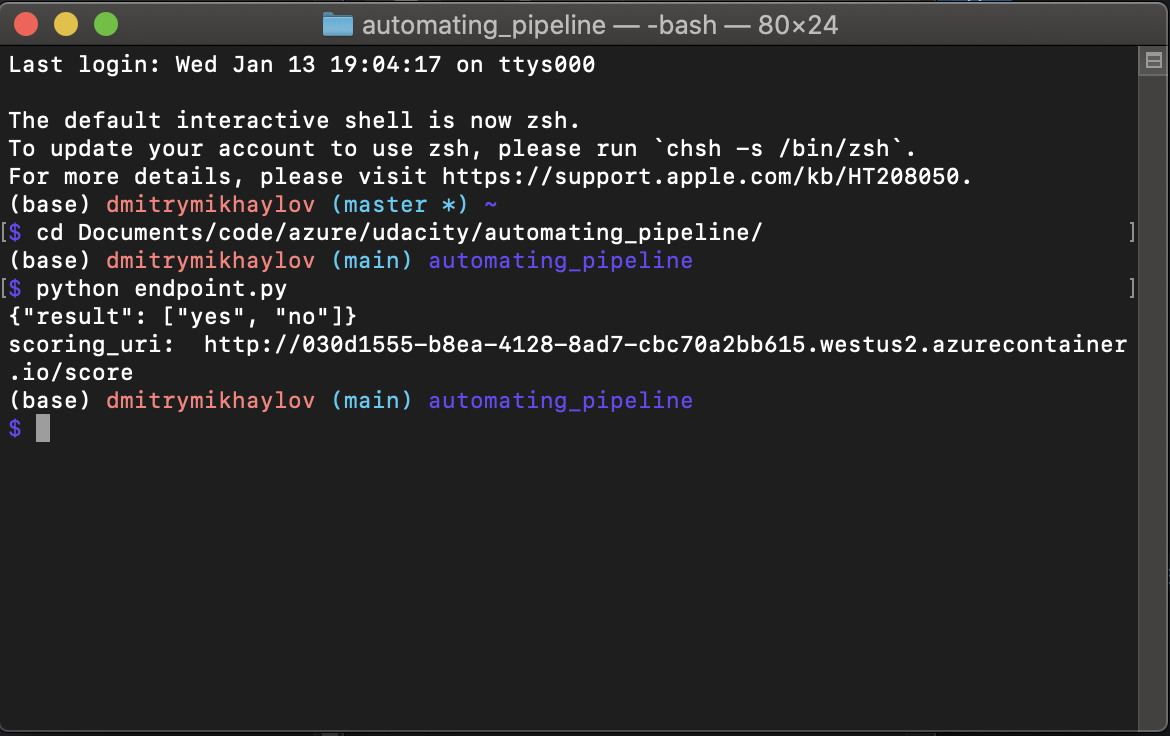 automating_pipeline — -bash — 80×24
Last login: Wed Jan 13 19:04:17 on ttys000
The default interactive shell is now zsh.
To update your account to use zsh, please run `chsh -s /bin/zsh`.
For more details, please visit https://support.apple.com/kb/HT208050.
(base) dmitrymikhaylov (master *) ~
[$ cd Documents/code/azure/udacity/automating_pipeline/ ]
(base) dmitrymikhaylov (main) automating_pipeline
[$ python endpoint.py ]
{"result": ["yes", "no"]}
scoring_uri:  http://030d1555-b8ea-4128-8ad7-cbc70a2bb615.westus2.azurecontainer
.io/score
(base) dmitrymikhaylov (main) automating_pipeline
$